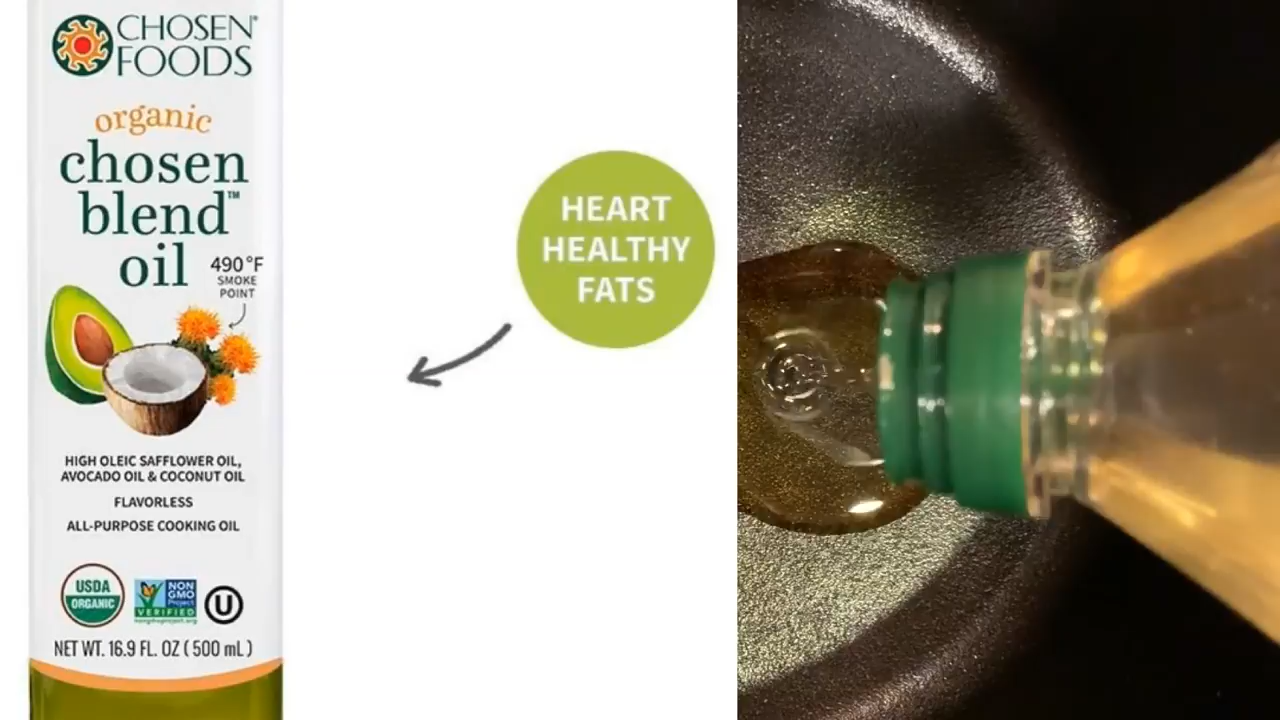 CHOSEN®
FOODS
organic
chosen
blend™
oil
490°F
SMOKE
POINT
HIGH OLEIC SAFFLOWER OIL,
AVOCADO OIL & COCONUT OIL
FLAVORLESS
ALL-PURPOSE COOKING OIL
USDA
ORGANIC
NON
GMO
Project
VERIFIED
nongmoproject.org
U
NET WT. 16.9 FL. OZ (500 mL)
HEART
HEALTHY
FATS